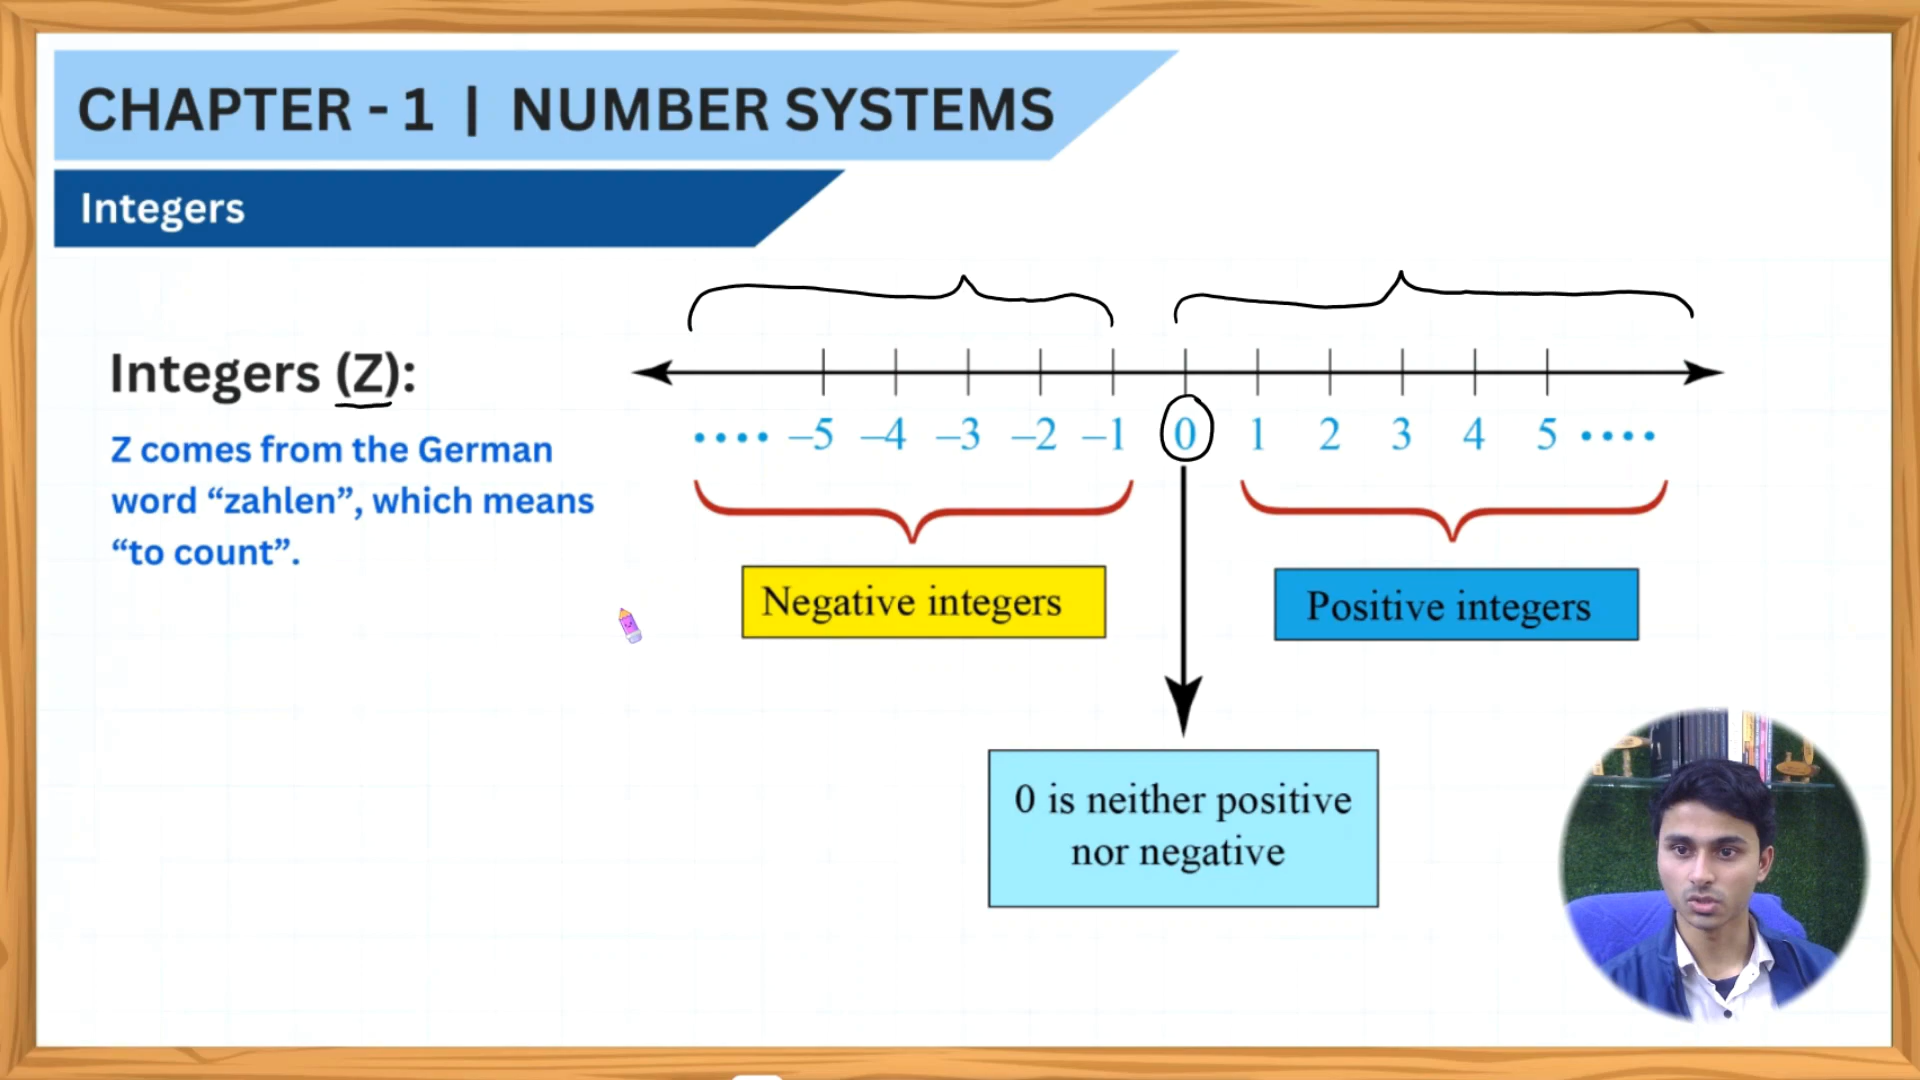 CHAPTER - 1 | NUMBER SYSTEMS
Integers
Integers (Z):
Z comes from the German
word “zahlen”, which means
“to count”.
···· –5 –4 –3 –2 –1 0 1 2 3 4 5 ····
Negative integers
Positive integers
0 is neither positive
nor negative